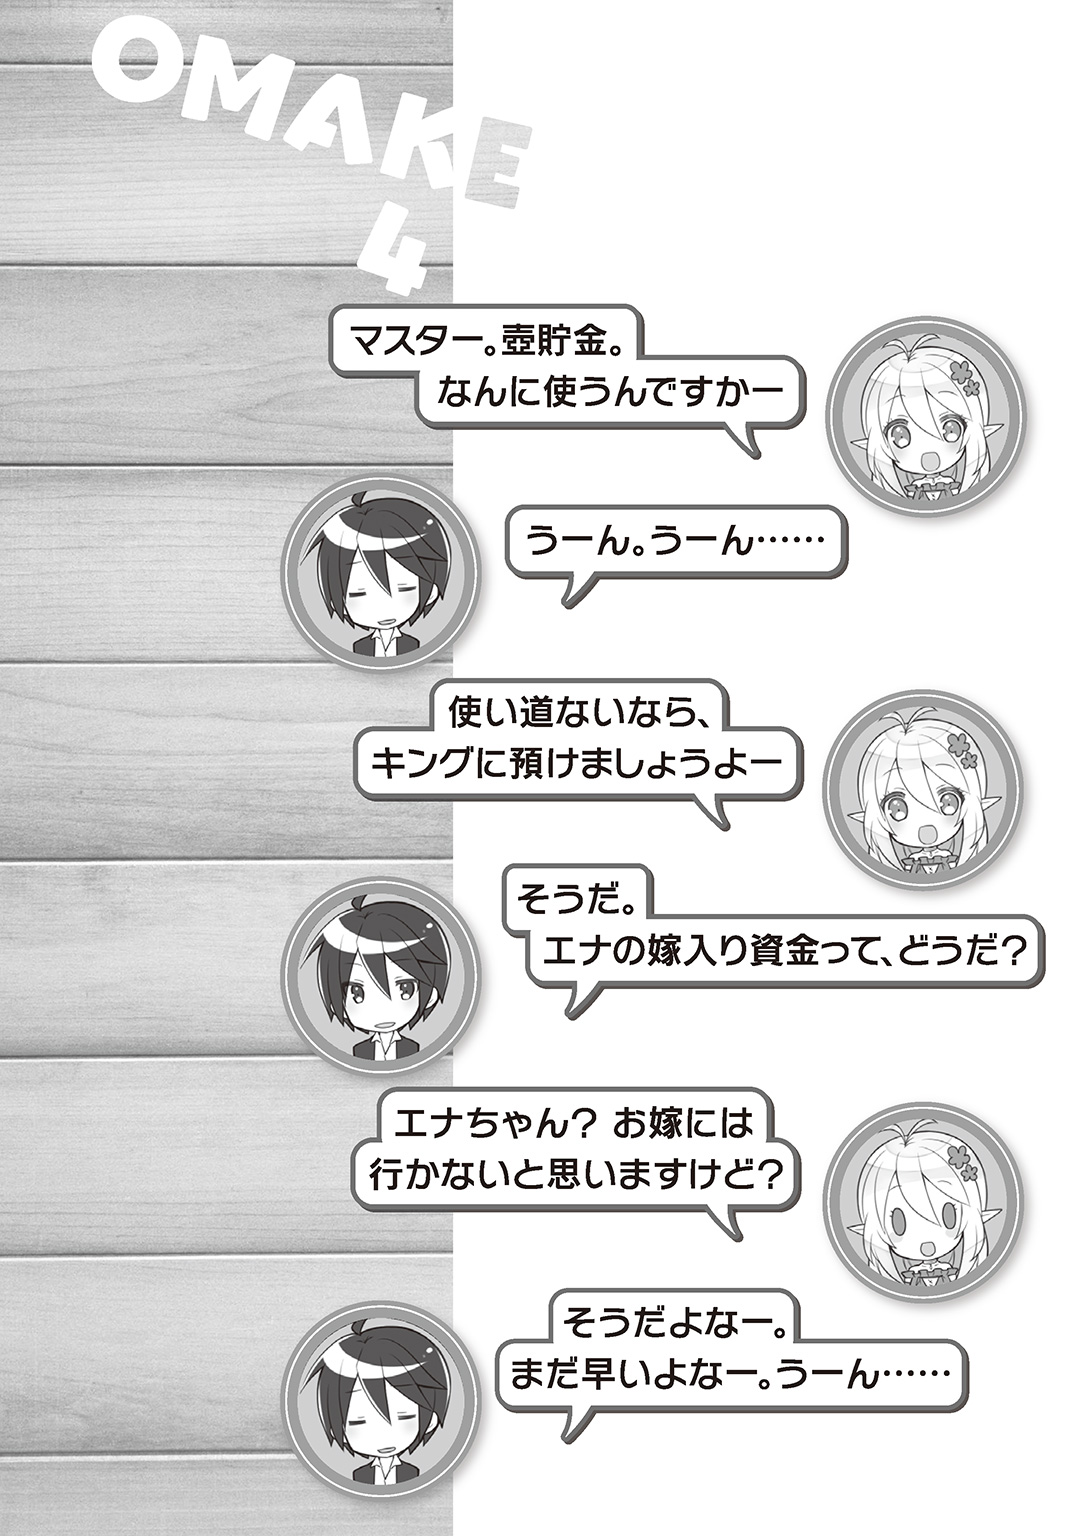 OMAKE
4
マスター。壺貯金。
なんに使うんですかー
うーん。うーん……
使い道ないなら、
キングに預けましょうよー
そうだ。
エナの嫁入り資金って、どうだ？
エナちゃん？ お嫁には
行かないと思いますけど？
そうだよなー。
まだ早いよなー。うーん……